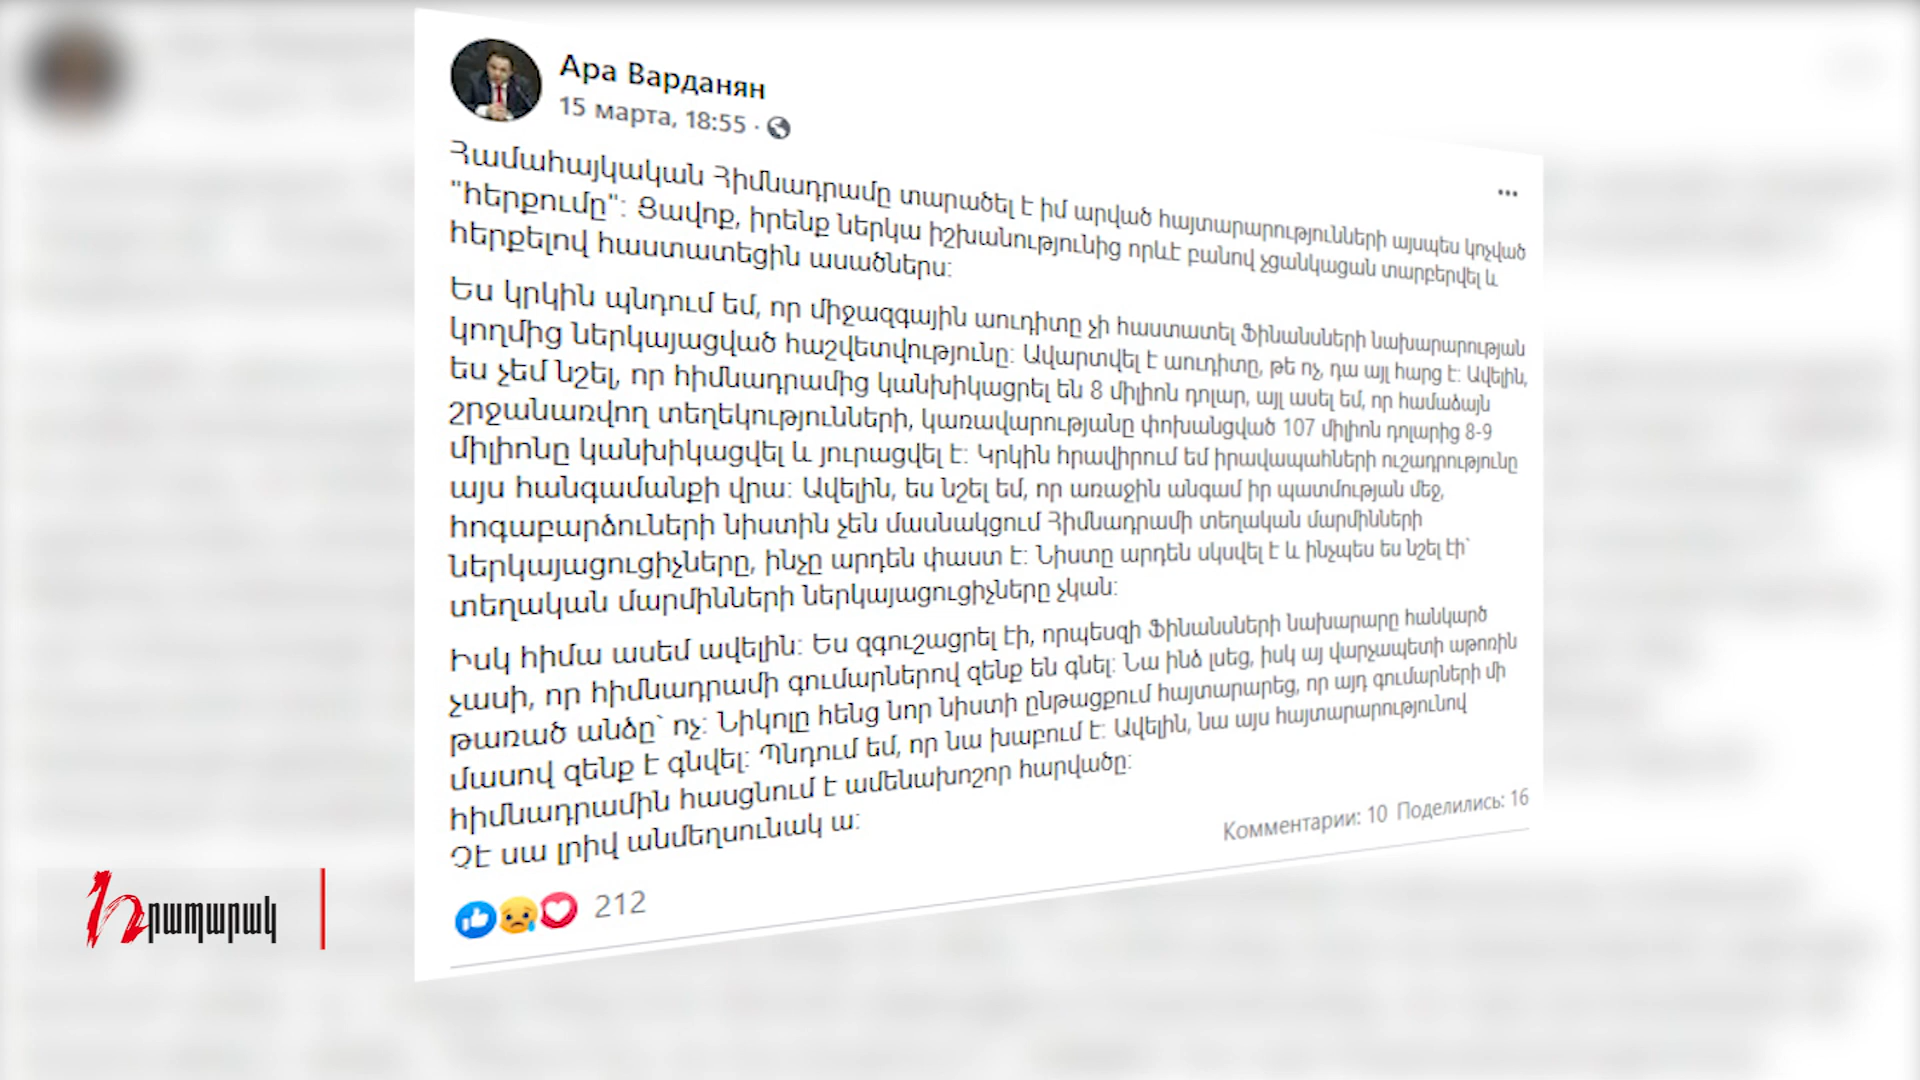 Ара Варданян
15 марта, 18:55 ·
Համահայկական Հիմնադրամը տարածել է իմ արված հայտարարությունների այսպես կոչված
"հերքումը": Ցավոք, իրենք ներկա իշխանությունից որևէ բանով չցանկացան տարբերվել և
հերքելով հաստատեցին ասածներս:
Ես կրկին պնդում եմ, որ միջազգային աուդիտը չի հաստատել Ֆինանսների նախարարության
կողմից ներկայացված հաշվետվությունը: Ավարտվել է աուդիտը, թե ոչ, դա այլ հարց է: Ավելին,
ես չեմ նշել, որ հիմնադրամից կանխիկացրել են 8 միլիոն դոլար, այլ ասել եմ, որ համաձայն
շրջանառվող տեղեկությունների, կառավարությանը փոխանցված 107 միլիոն դոլարից 8-9
միլիոնը կանխիկացվել և յուրացվել է: Կրկին հրավիրում եմ իրավապահների ուշադրությունը
այս հանգամանքի վրա: Ավելին, ես նշել եմ, որ առաջին անգամ իր պատմության մեջ,
հոգաբարձուների նիստին չեն մասնակցում Հիմնադրամի տեղական մարմինների
ներկայացուցիչները, ինչը արդեն փաստ է: Նիստը արդեն սկսվել է և ինչպես ես նշել էի՝
տեղական մարմինների ներկայացուցիչները չկան:
Իսկ հիմա ասեմ ավելին: Ես զգուշացրել էի, որպեսզի Ֆինանսների նախարարը հանկարծ
չասի, որ հիմնադրամի գումարներով զենք են գնել: Նա ինձ լսեց, իսկ այ վարչապետի աթոռին
թառած անձը՝ ոչ: Նիկոլը հենց նոր նիստի ընթացքում հայտարարեց, որ այդ գումարների մի
մասով զենք է գնվել: Պնդում եմ, որ նա խաբում է: Ավելին, նա այս հայտարարությունով
հիմնադրամին հասցնում է ամենախոշոր հարվածը:
Չէ սա լրիվ անմեղսունակ ա:
Комментарии: 10 Поделились: 16
212
Հրապարակ